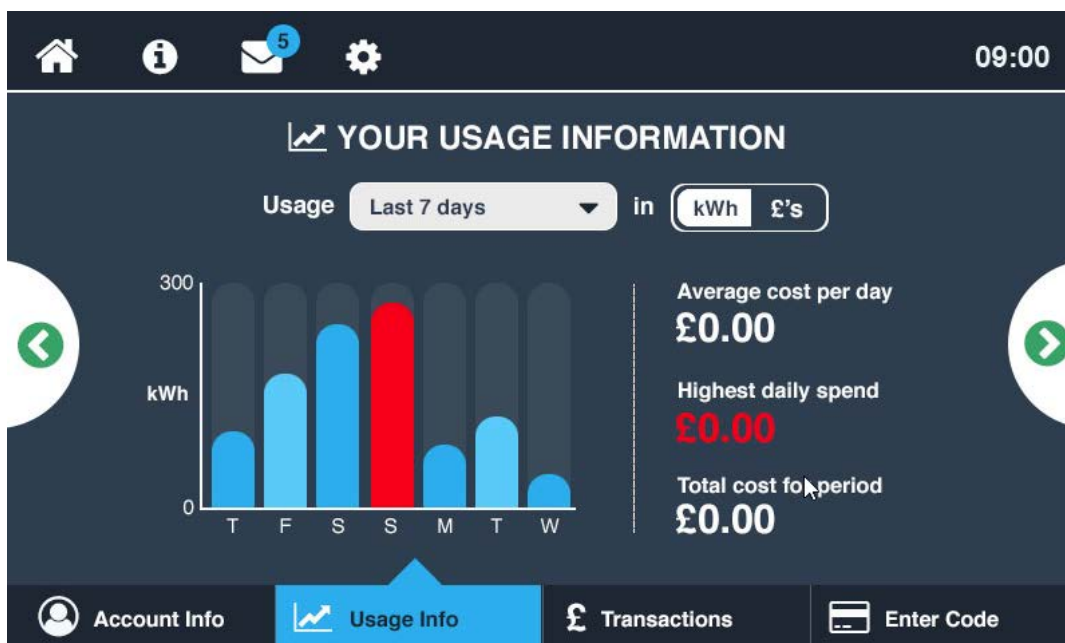 5
09:00
YOUR USAGE INFORMATION
Usage Last 7 days in kWh £'s
300
kWh
0
T F S S M T W
Average cost per day
£0.00
Highest daily spend
£0.00
Total cost for period
£0.00
Account Info Usage Info £ Transactions Enter Code